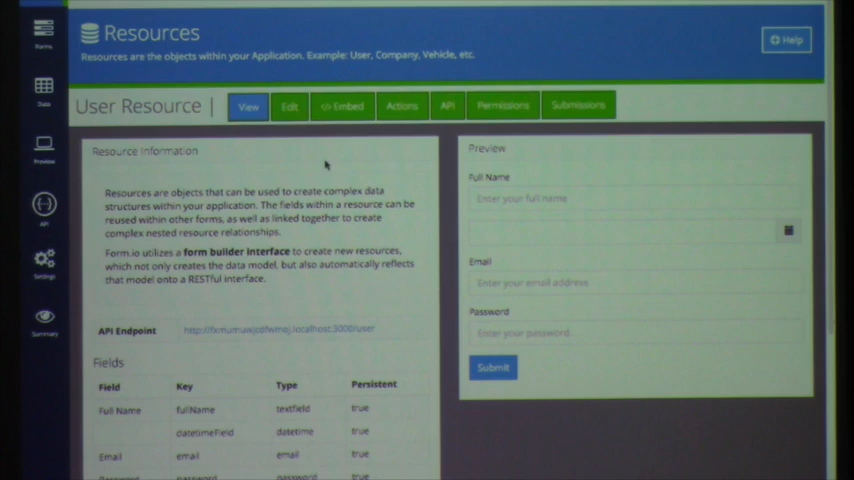 Resources
Resources are the objects within your Application. Example: User, Company, Vehicle, etc.
Help
Forms
Data
Preview
API
Settings
Summary
User Resource |
View
Edit
</> Embed
Actions
API
Permissions
Submissions
Resource Information
Resources are objects that can be used to create complex data
structures within your application. The fields within a resource can be
reused within other forms, as well as linked together to create
complex nested resource relationships.
Form.io utilizes a form builder interface to create new resources,
which not only creates the data model, but also automatically reflects
that model onto a RESTful interface.
API Endpoint
Fields
Field Key Type Persistent
Full Name fullName textfield true
datetimeField datetime true
Email email email true
Password password password true
Preview
Full Name
Enter your full name
Email
Enter your email address
Password
Enter your password.
Submit